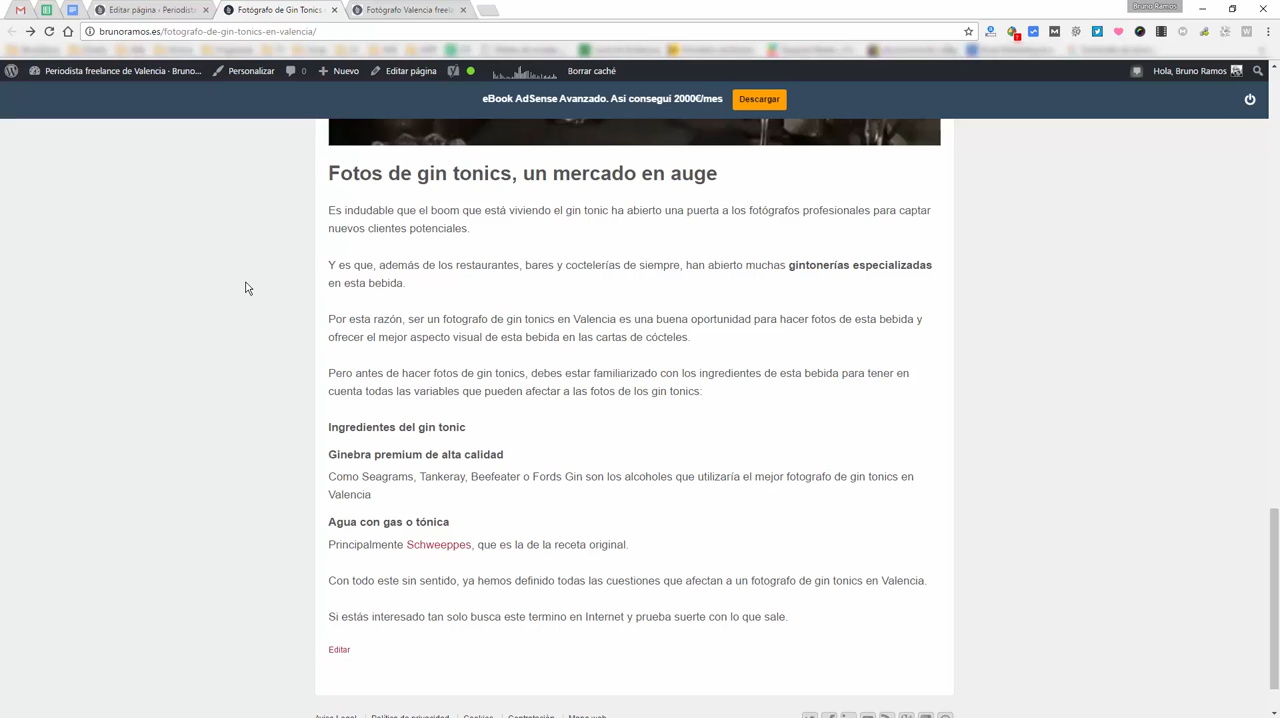 Bruno Ramos
Editar página ‹ Periodista
Fotógrafo de Gin Tonics
Fotógrafo Valencia freel
brunoramos.es/fotografo-de-gin-tonics-en-valencia/
Periodista freelance de Valencia · Bruno... Personalizar 0 Nuevo Editar página Borrar caché Hola, Bruno Ramos
eBook AdSense Avanzado. Así conseguí 2000€/mes Descargar
Fotos de gin tonics, un mercado en auge
Es indudable que el boom que está viviendo el gin tonic ha abierto una puerta a los fotógrafos profesionales para captar
nuevos clientes potenciales.
Y es que, además de los restaurantes, bares y coctelerías de siempre, han abierto muchas gintonerías especializadas
en esta bebida.
Por esta razón, ser un fotografo de gin tonics en Valencia es una buena oportunidad para hacer fotos de esta bebida y
ofrecer el mejor aspecto visual de esta bebida en las cartas de cócteles.
Pero antes de hacer fotos de gin tonics, debes estar familiarizado con los ingredientes de esta bebida para tener en
cuenta todas las variables que pueden afectar a las fotos de los gin tonics:
Ingredientes del gin tonic
Ginebra premium de alta calidad
Como Seagrams, Tankeray, Beefeater o Fords Gin son los alcoholes que utilizaría el mejor fotografo de gin tonics en
Valencia
Agua con gas o tónica
Principalmente Schweeppes, que es la de la receta original.
Con todo este sin sentido, ya hemos definido todas las cuestiones que afectan a un fotografo de gin tonics en Valencia.
Si estás interesado tan solo busca este termino en Internet y prueba suerte con lo que sale.
Editar
Aviso Legal Política de privacidad Cookies Contratación Mapa web